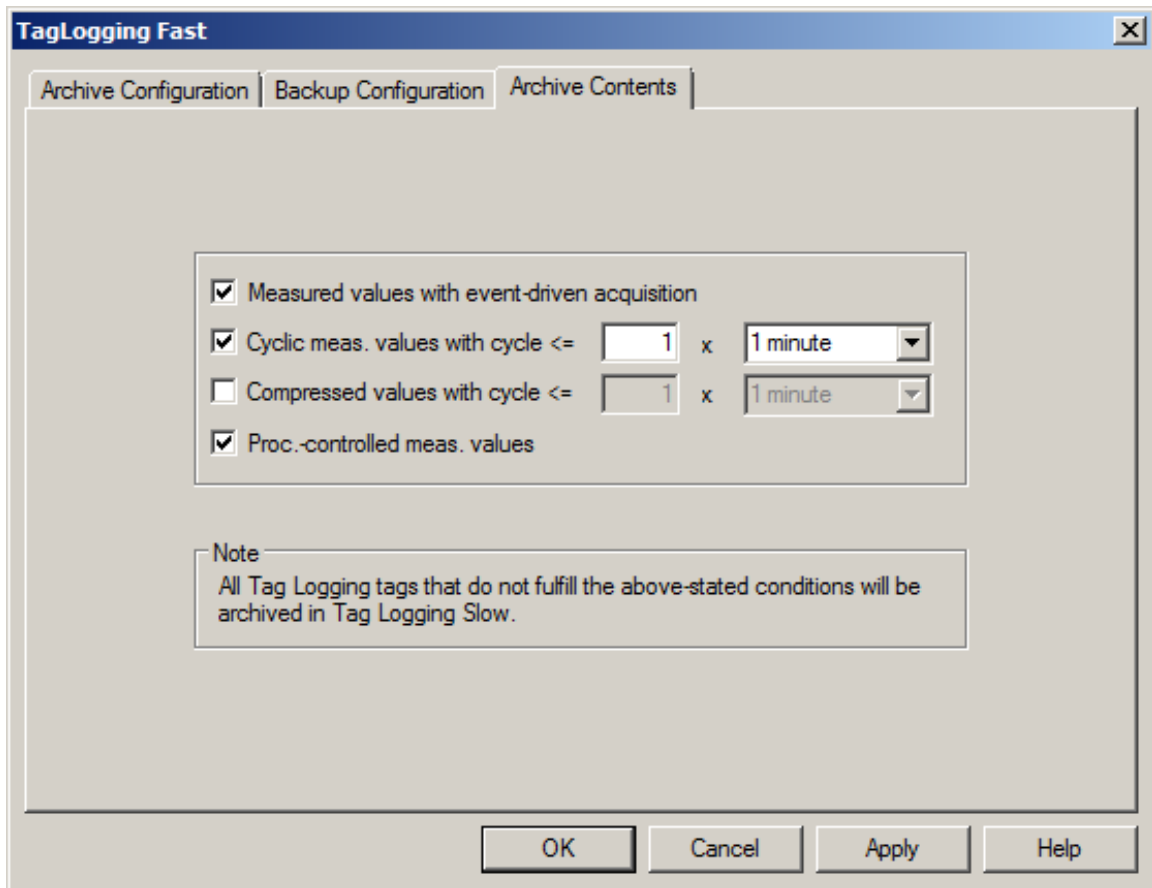 TagLogging Fast
Archive Configuration Backup Configuration Archive Contents
Measured values with event-driven acquisition
Cyclic meas. values with cycle <= 1 x 1 minute
Compressed values with cycle <= 1 x 1 minute
Proc.-controlled meas. values
Note
All Tag Logging tags that do not fulfill the above-stated conditions will be
archived in Tag Logging Slow.
OK Cancel Apply Help